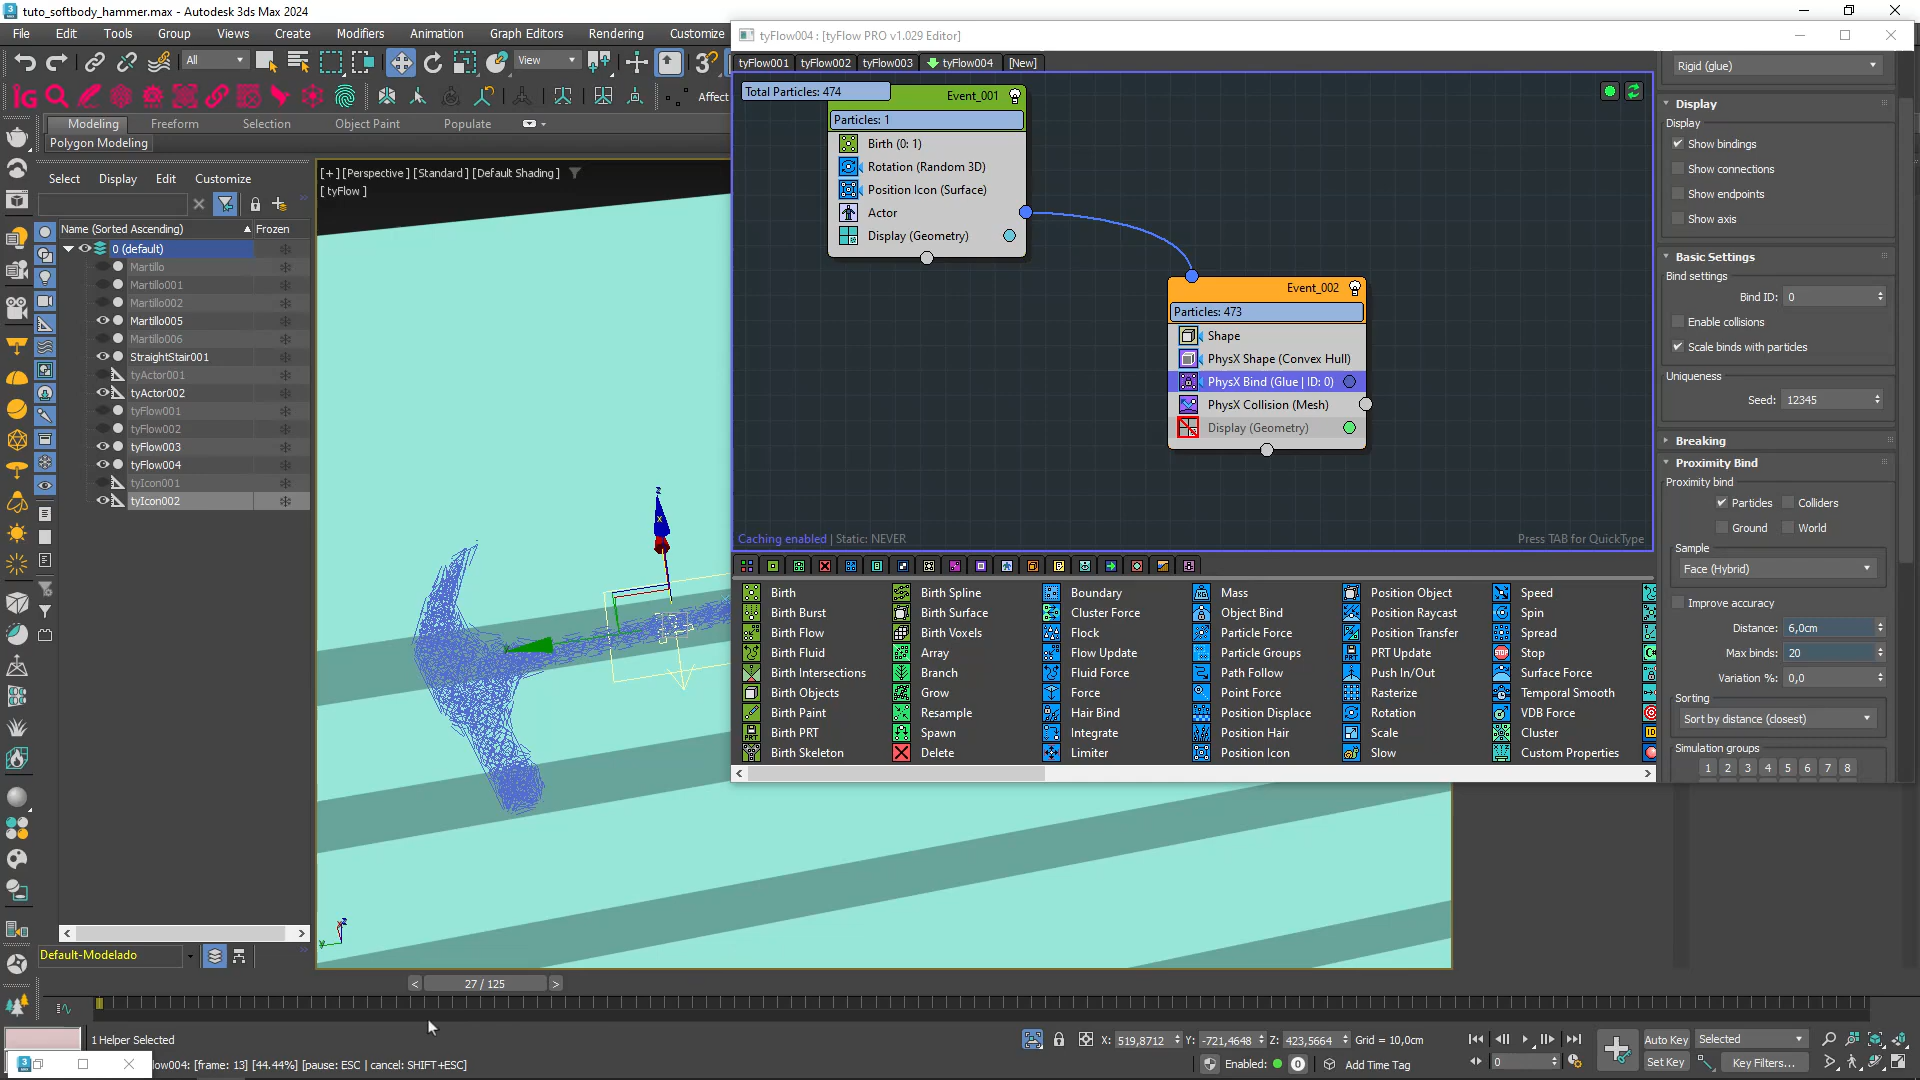 tuto_softbody_hammer.max - Autodesk 3ds Max 2024
File Edit Tools Group Views Create Modifiers Animation Graph Editors Rendering Customize
All View
Affect
Modeling Freeform Selection Object Paint Populate
Polygon Modeling
Select Display Edit Customize
Name (Sorted Ascending) Frozen
0 (default)
Martillo
Martillo001
Martillo002
Martillo005
Martillo006
StraightStair001
tyActor001
tyActor002
tyFlow001
tyFlow002
tyFlow003
tyFlow004
tyIcon001
tyIcon002
Default-Modelado
[+] [Perspective ] [Standard ] [Default Shading ]
[ tyFlow ]
tyFlow004 : [tyFlow PRO v1.029 Editor]
tyFlow001 tyFlow002 tyFlow003 tyFlow004 [New]
Total Particles: 474
Event_001
Particles: 1
Birth (0: 1)
Rotation (Random 3D)
Position Icon (Surface)
Actor
Display (Geometry)
Event_002
Particles: 473
Shape
PhysX Shape (Convex Hull)
PhysX Bind (Glue | ID: 0)
PhysX Collision (Mesh)
Display (Geometry)
Caching enabled | Static: NEVER
Press TAB for QuickType
Birth Birth Spline Boundary Mass Position Object Speed
Birth Burst Birth Surface Cluster Force Object Bind Position Raycast Spin
Birth Flow Birth Voxels Flock Particle Force Position Transfer Spread
Birth Fluid Array Flow Update Particle Groups PRT Update Stop
Birth Intersections Branch Fluid Force Path Follow Push In/Out Surface Force
Birth Objects Grow Force Point Force Rasterize Temporal Smooth
Birth Paint Resample Hair Bind Position Displace Rotation VDB Force
Birth PRT Spawn Integrate Position Hair Scale Cluster
Birth Skeleton Delete Limiter Position Icon Slow Custom Properties
Rigid (glue)
Display
Display
Show bindings
Show connections
Show endpoints
Show axis
Basic Settings
Bind settings
Bind ID: 0
Enable collisions
Scale binds with particles
Uniqueness
Seed: 12345
Breaking
Proximity Bind
Proximity bind
Particles Colliders
Ground World
Sample
Face (Hybrid)
Improve accuracy
Distance: 6,0cm
Max binds: 20
Variation %: 0,0
Sorting
Sort by distance (closest)
Simulation groups
1 2 3 4 5 6 7 8
< 27 / 125 >
1 Helper Selected
low004: [frame: 13] [44.44%] [pause: ESC | cancel: SHIFT+ESC]
X: 519,8712 Y: -721,4648 Z: 423,5664 Grid = 10,0cm
Enabled: 0 Add Time Tag
0
Auto Key Selected
Set Key Key Filters...